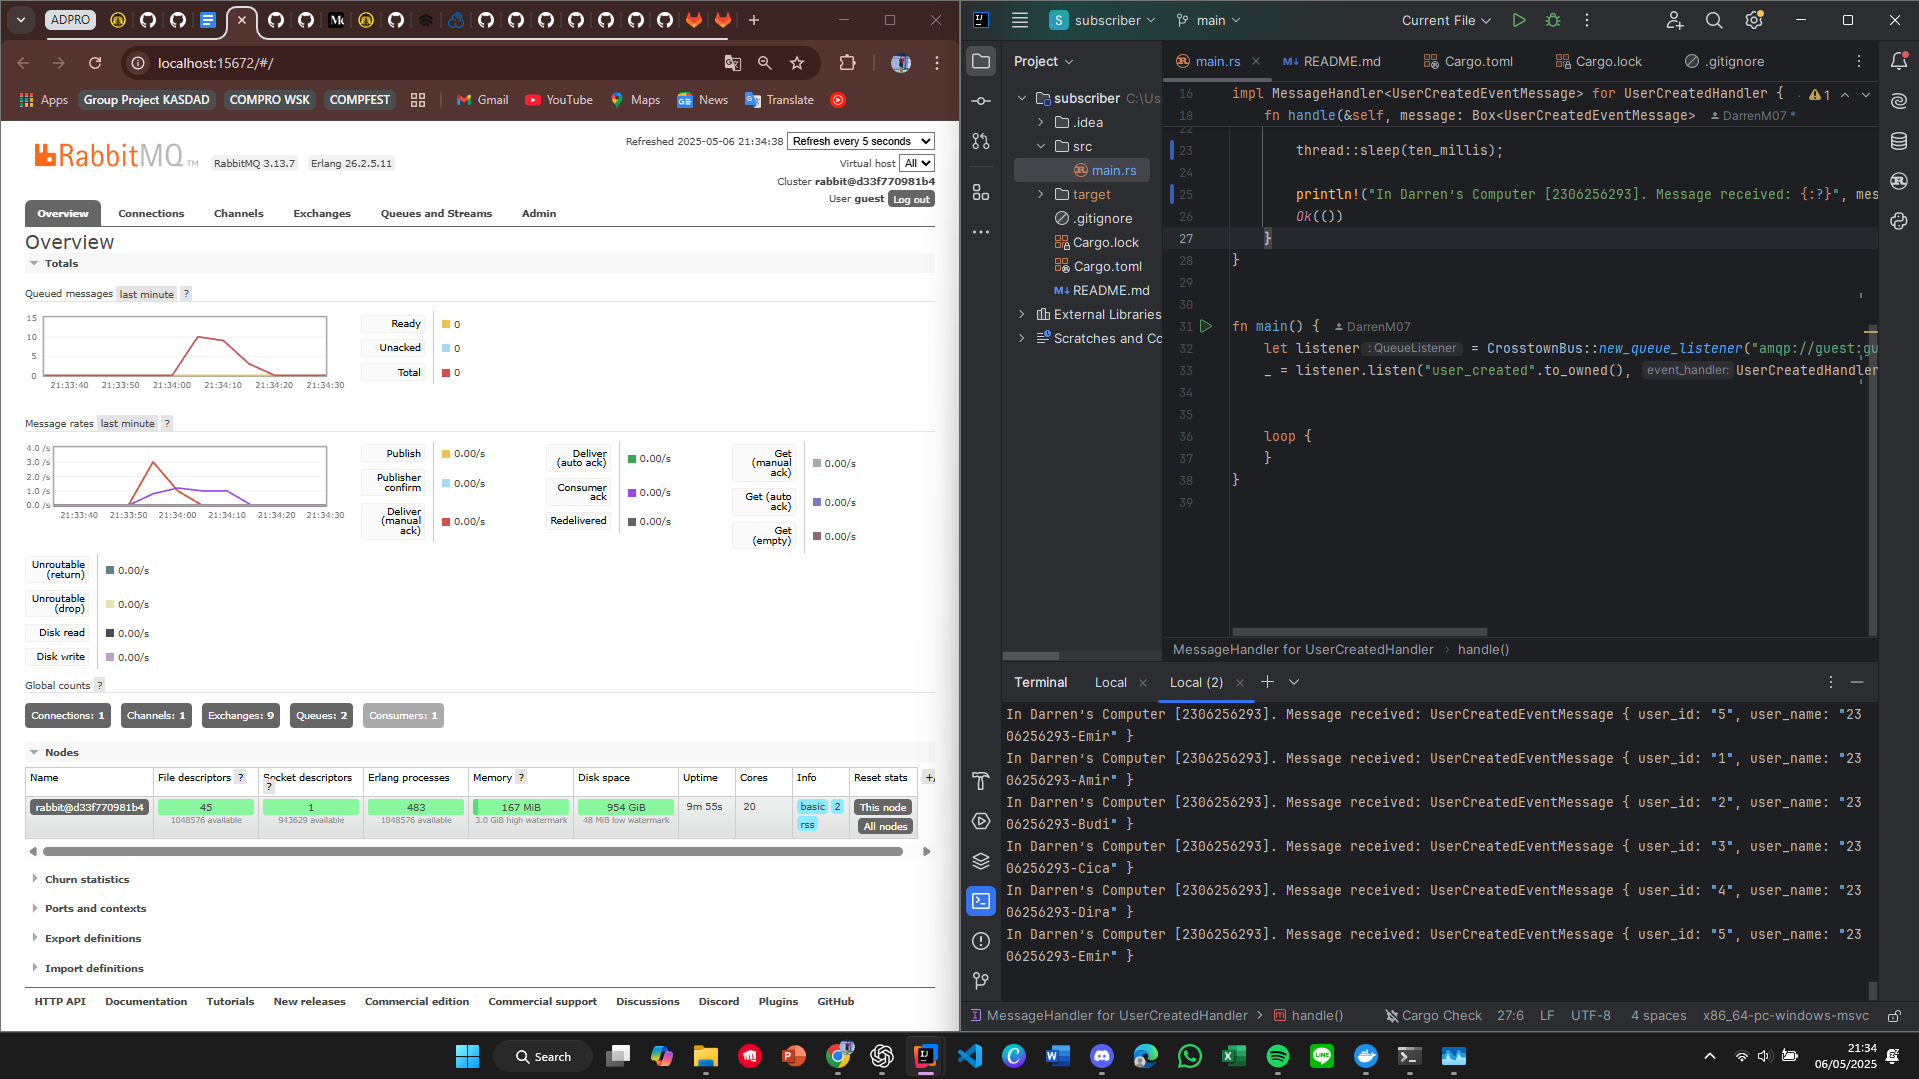 ADPRO
localhost:15672/#/
Apps
Group Project KASDAD
COMPRO WSK
COMPFEST
Gmail
YouTube
Maps
News
Translate
RabbitMQ TM
RabbitMQ 3.13.7
Erlang 26.2.5.11
Refreshed 2025-05-06 21:34:38
Refresh every 5 seconds
Virtual host
All
Cluster rabbit@d33f770981b4
User guest
Log out
Overview
Connections
Channels
Exchanges
Queues and Streams
Admin
Overview
Totals
Queued messages last minute ?
15
10
5
0
21:33:40 21:33:50 21:34:00 21:34:10 21:34:20 21:34:30
Ready 0
Unacked 0
Total 0
Message rates last minute ?
4.0 /s
3.0 /s
2.0 /s
1.0 /s
0.0 /s
21:33:40 21:33:50 21:34:00 21:34:10 21:34:20 21:34:30
Publish 0.00/s
Publisher confirm 0.00/s
Deliver (manual ack) 0.00/s
Deliver (auto ack) 0.00/s
Consumer ack 0.00/s
Redelivered 0.00/s
Get (manual ack) 0.00/s
Get (auto ack) 0.00/s
Get (empty) 0.00/s
Unroutable (return) 0.00/s
Unroutable (drop) 0.00/s
Disk read 0.00/s
Disk write 0.00/s
Global counts ?
Connections: 1
Channels: 1
Exchanges: 9
Queues: 2
Consumers: 1
Nodes
Name File descriptors ? Socket descriptors ? Erlang processes Memory ? Disk space Uptime Cores Info Reset stats +/
rabbit@d33f770981b4 45 1 483 167 MiB 954 GiB 9m 55s 20 basic 2 This node
1048576 available 943629 available 1048576 available 3.0 GiB high watermark 48 MiB low watermark rss All nodes
Churn statistics
Ports and contexts
Export definitions
Import definitions
HTTP API
Documentation
Tutorials
New releases
Commercial edition
Commercial support
Discussions
Discord
Plugins
GitHub
S subscriber
main
Current File
Project
main.rs
README.md
Cargo.toml
Cargo.lock
.gitignore
subscriber C:\Us
.idea
src
main.rs
target
.gitignore
Cargo.lock
Cargo.toml
README.md
External Libraries
Scratches and Co
16 impl MessageHandler<UserCreatedEventMessage> for UserCreatedHandler {
1
18 fn handle(&self, message: Box<UserCreatedEventMessage> DarrenM07 *
22
23 thread::sleep(ten_millis);
24
25 println!("In Darren's Computer [2306256293]. Message received: {:?}", mes
26 Ok(())
27 }
28 }
29
30
31 fn main() { DarrenM07
32 let listener : QueueListener = CrosstownBus::new_queue_listener("amqp://guest:gu
33 _ = listener.listen("user_created".to_owned(), event_handler: UserCreatedHandler
34
35
36 loop {
37 }
38 }
39
MessageHandler for UserCreatedHandler
handle()
Terminal
Local
Local (2)
In Darren's Computer [2306256293]. Message received: UserCreatedEventMessage { user_id: "5", user_name: "23
06256293-Emir" }
In Darren's Computer [2306256293]. Message received: UserCreatedEventMessage { user_id: "1", user_name: "23
06256293-Amir" }
In Darren's Computer [2306256293]. Message received: UserCreatedEventMessage { user_id: "2", user_name: "23
06256293-Budi" }
In Darren's Computer [2306256293]. Message received: UserCreatedEventMessage { user_id: "3", user_name: "23
06256293-Cica" }
In Darren's Computer [2306256293]. Message received: UserCreatedEventMessage { user_id: "4", user_name: "23
06256293-Dira" }
In Darren's Computer [2306256293]. Message received: UserCreatedEventMessage { user_id: "5", user_name: "23
06256293-Emir" }
MessageHandler for UserCreatedHandler
handle()
Cargo Check
27:6
LF
UTF-8
4 spaces
x86_64-pc-windows-msvc
Search
21:34
06/05/2025